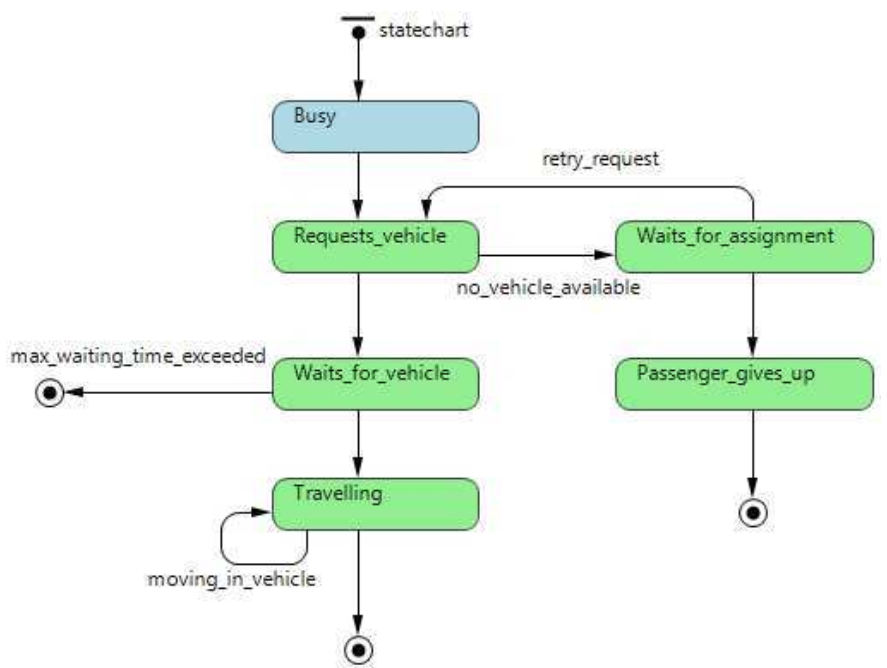 statechart
Busy
retry_request
Requests_vehicle
Waits_for_assignment
no_vehicle_available
max_waiting_time_exceeded
Waits_for_vehicle
Passenger_gives_up
Travelling
moving_in_vehicle